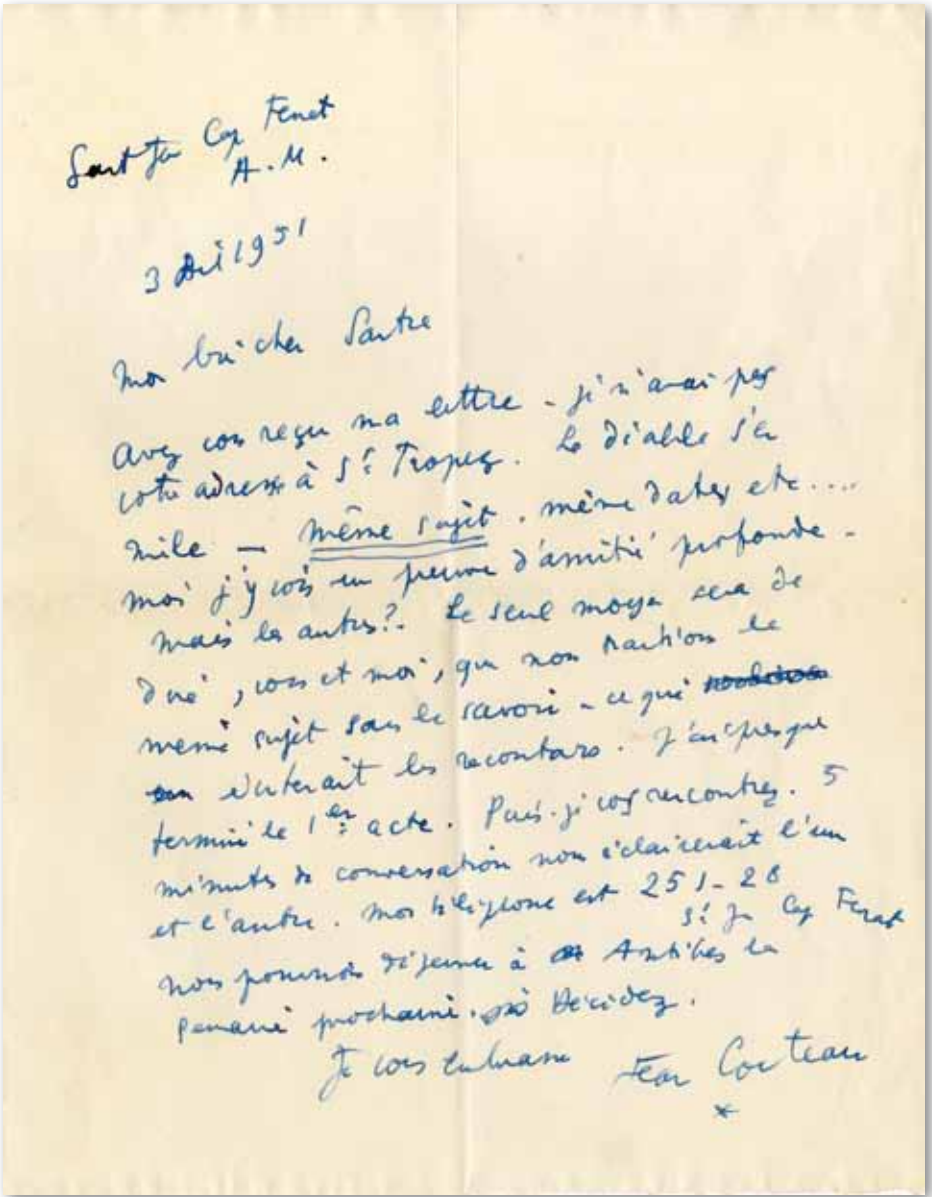 Saint Jean Cap Ferrat
A.M.
3 Avril 1951
Mon bien cher Sartre
Avez vous reçu ma lettre - je n'avais pas
votre adresse à St Tropez. Le diable s'en
mêle — même sujet. même dates etc....
moi j'y vois une preuve d'amitié profonde -
mais les autres?. Le seul moyen sera de
dire, vous et moi, que nous traitions le
même sujet sans le savoir - ce qui
éviterait les racontars. J'ai presque
terminé le 1er acte. Puis-je vous rencontrer. 5
minutes de conversation nous éclairerait l'un
et l'autre. mon téléphone est 251-28
St Jean Cap Ferrat
nous pourrions déjeuner à Antibes la
semaine prochaine. Décidez.
Je vous embrasse
Jean Cocteau
*